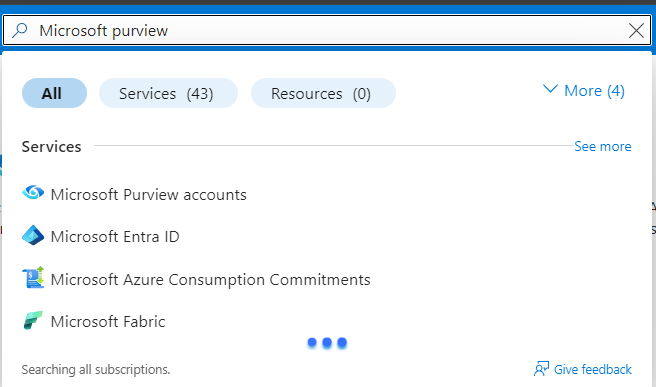 Microsoft purview
All
Services (43)
Resources (0)
More (4)
Services
See more
Microsoft Purview accounts
Microsoft Entra ID
Microsoft Azure Consumption Commitments
Microsoft Fabric
Searching all subscriptions.
Give feedback